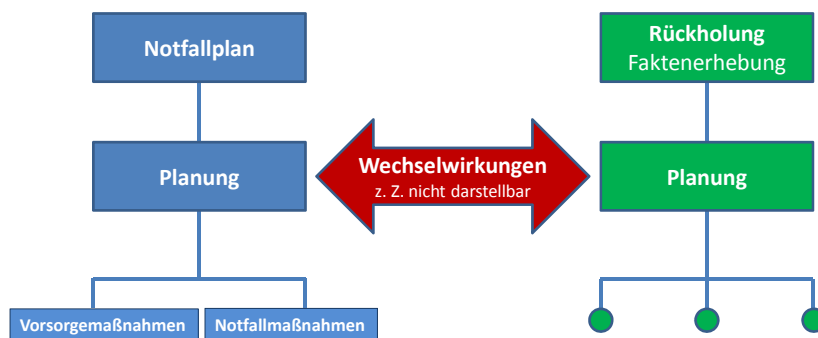 Notfallplan
Rückholung
Faktenerhebung
Planung
Wechselwirkungen
z. Z. nicht darstellbar
Planung
Vorsorgemaßnahmen
Notfallmaßnahmen